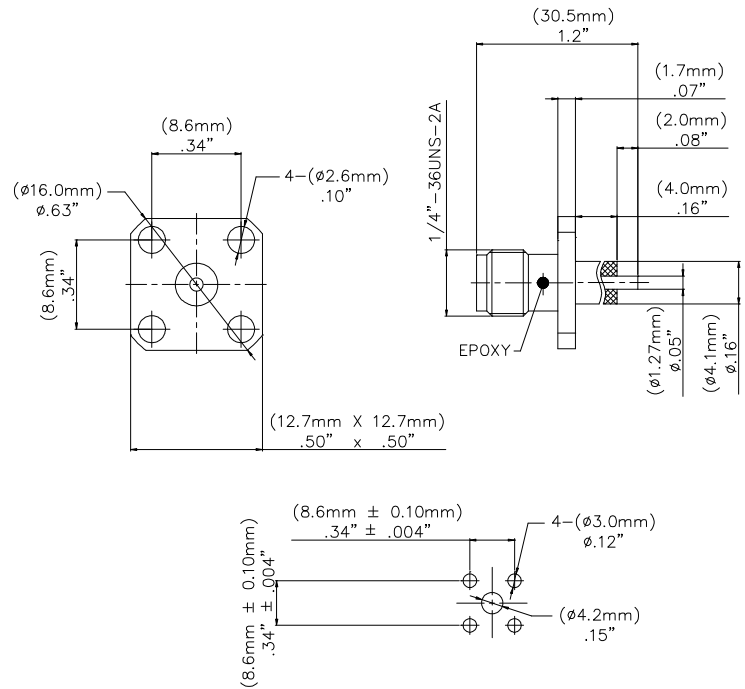 (30.5mm)
1.2"
(1.7mm)
.07"
(2.0mm)
.08"
(4.0mm)
.16"
1/4"-36UNS-2A
(8.6mm)
.34"
4-(ø2.6mm)
.10"
(ø16.0mm)
ø.63"
(8.6mm)
.34"
EPOXY
(ø1.27mm)
ø.05"
(ø4.1mm)
ø.16"
(12.7mm X 12.7mm)
.50" x .50"
(8.6mm ± 0.10mm)
.34" ± .004"
4-(ø3.0mm)
ø.12"
(8.6mm ± 0.10mm)
.34" ± .004"
(ø4.2mm)
.15"